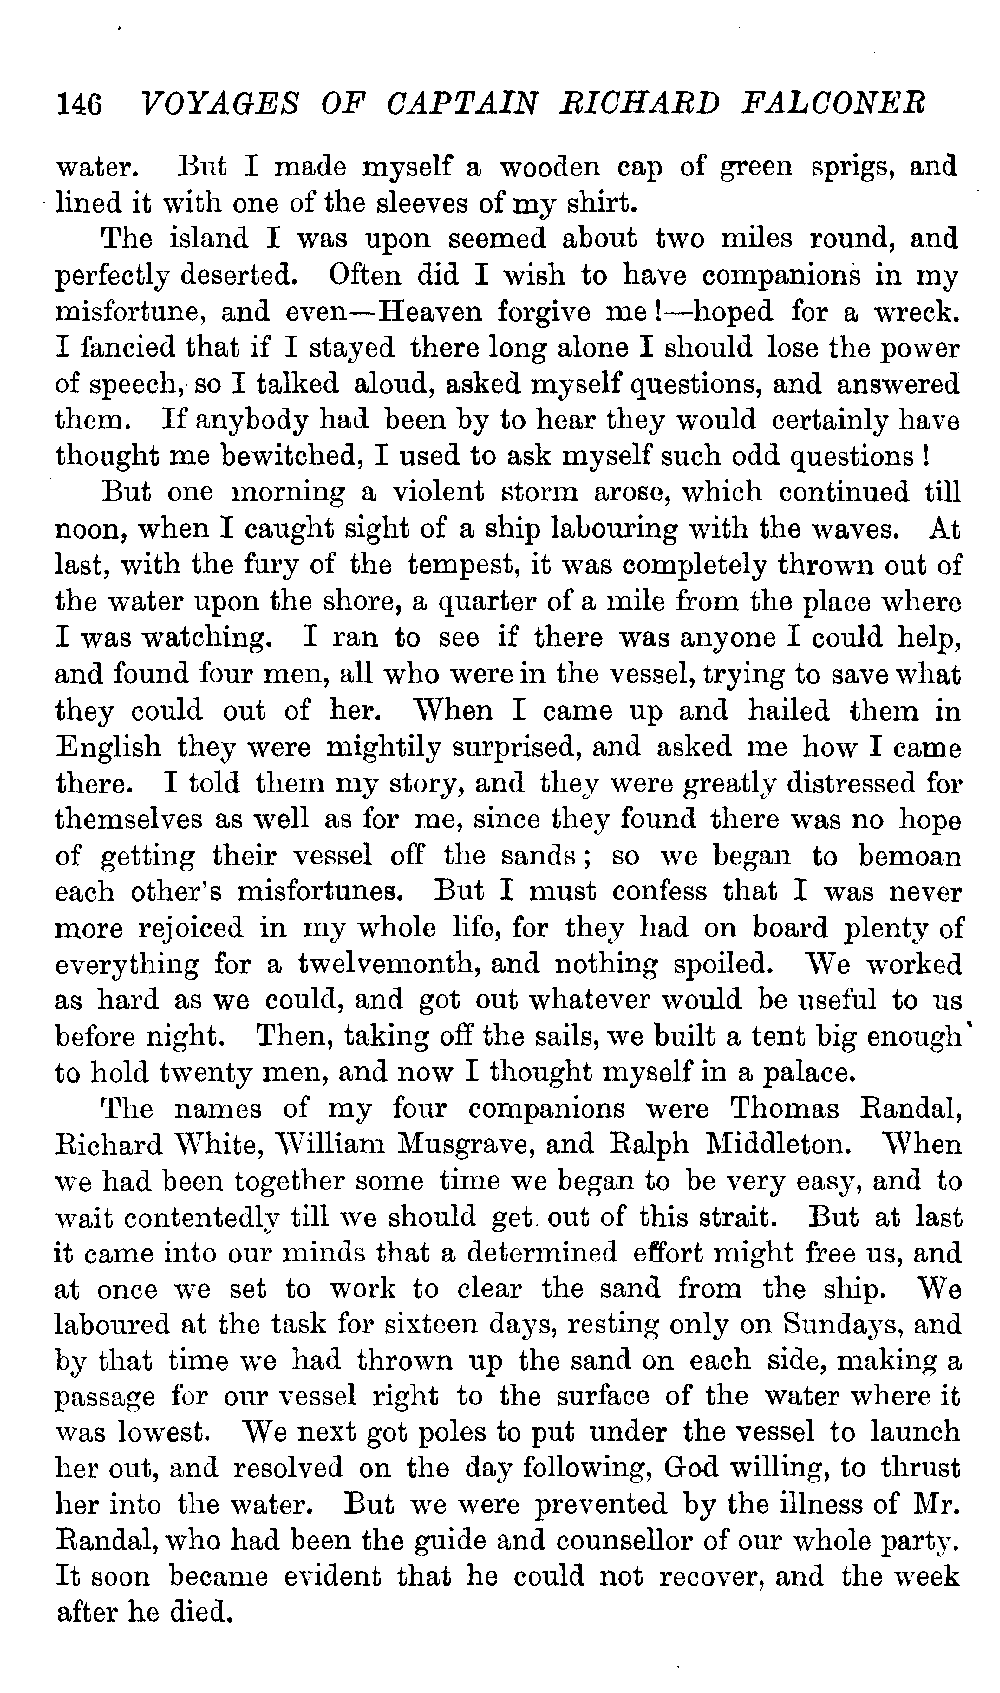 146 VOYAGES OF CAPTAIN RICHARD FALCONER
water. But I made myself a wooden cap of green sprigs, and
lined it with one of the sleeves of my shirt.
The island I was upon seemed about two miles round, and
perfectly deserted. Often did I wish to have companions in my
misfortune, and even—Heaven forgive me!—hoped for a wreck.
I fancied that if I stayed there long alone I should lose the power
of speech, so I talked aloud, asked myself questions, and answered
them. If anybody had been by to hear they would certainly have
thought me bewitched, I used to ask myself such odd questions!
But one morning a violent storm arose, which continued till
noon, when I caught sight of a ship labouring with the waves. At
last, with the fury of the tempest, it was completely thrown out of
the water upon the shore, a quarter of a mile from the place where
I was watching. I ran to see if there was anyone I could help,
and found four men, all who were in the vessel, trying to save what
they could out of her. When I came up and hailed them in
English they were mightily surprised, and asked me how I came
there. I told them my story, and they were greatly distressed for
themselves as well as for me, since they found there was no hope
of getting their vessel off the sands; so we began to bemoan
each other's misfortunes. But I must confess that I was never
more rejoiced in my whole life, for they had on board plenty of
everything for a twelvemonth, and nothing spoiled. We worked
as hard as we could, and got out whatever would be useful to us
before night. Then, taking off the sails, we built a tent big enough
to hold twenty men, and now I thought myself in a palace.
The names of my four companions were Thomas Randal,
Richard White, William Musgrave, and Ralph Middleton. When
we had been together some time we began to be very easy, and to
wait contentedly till we should get out of this strait. But at last
it came into our minds that a determined effort might free us, and
at once we set to work to clear the sand from the ship. We
laboured at the task for sixteen days, resting only on Sundays, and
by that time we had thrown up the sand on each side, making a
passage for our vessel right to the surface of the water where it
was lowest. We next got poles to put under the vessel to launch
her out, and resolved on the day following, God willing, to thrust
her into the water. But we were prevented by the illness of Mr.
Randal, who had been the guide and counsellor of our whole party.
It soon became evident that he could not recover, and the week
after he died.